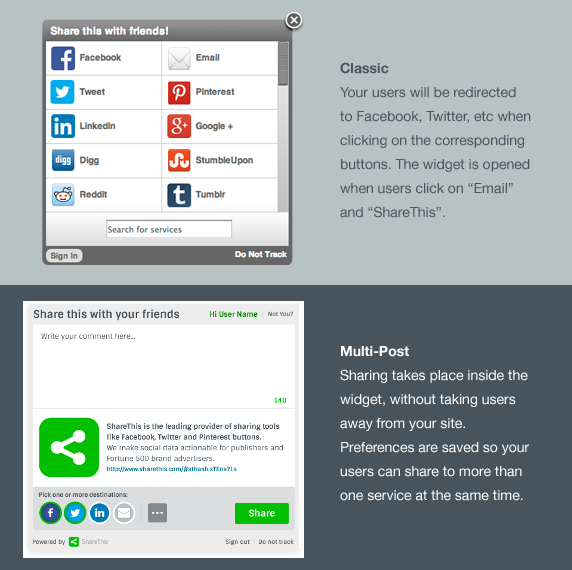 Share this with friends!
Facebook
Email
Tweet
Pinterest
LinkedIn
Google +
digg
Digg
StumbleUpon
Reddit
Tumblr
Search for services
Sign In
Do Not Track
Classic
Your users will be redirected
to Facebook, Twitter, etc when
clicking on the corresponding
buttons. The widget is opened
when users click on “Email”
and “ShareThis”.
Share this with your friends
Hi User Name
Not You?
Write your comment here...
140
ShareThis is the leading provider of sharing tools
like Facebook, Twitter and Pinterest buttons.
We make social data actionable for publishers and
Fortune 500 brand advertisers.
Pick one or more destinations:
Share
Powered by ShareThis
Sign out
Do not track
Multi-Post
Sharing takes place inside the
widget, without taking users
away from your site.
Preferences are saved so your
users can share to more than
one service at the same time.